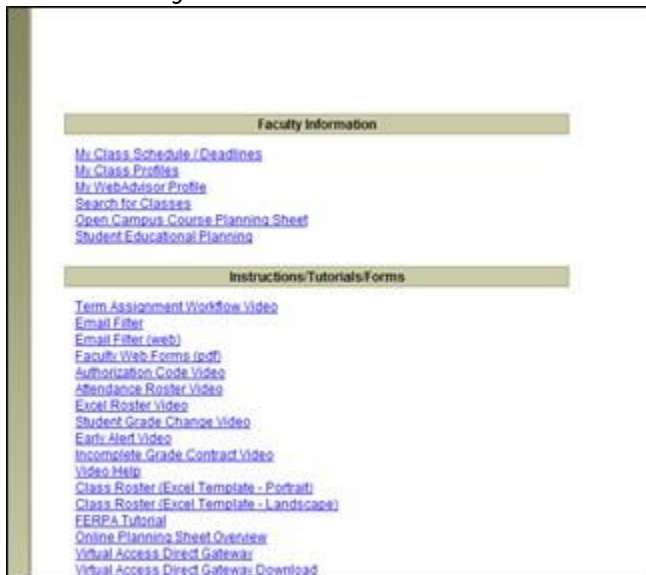 Faculty Information
My Class Schedule / Deadlines
My Class Profiles
My WebAdvisor Profile
Search for Classes
Open Campus Course Planning Sheet
Student Educational Planning
Instructions/Tutorials/Forms
Term Assignment Workflow Video
Email Filter
Email Filter (web)
Faculty Web Forms (pdf)
Authorization Code Video
Attendance Roster Video
Excel Roster Video
Student Grade Change Video
Early Alert Video
Incomplete Grade Contract Video
Video Help
Class Roster (Excel Template - Portrait)
Class Roster (Excel Template - Landscape)
FERPA Tutorial
Online Planning Sheet Overview
Virtual Access Direct Gateway
Virtual Access Direct Gateway Download